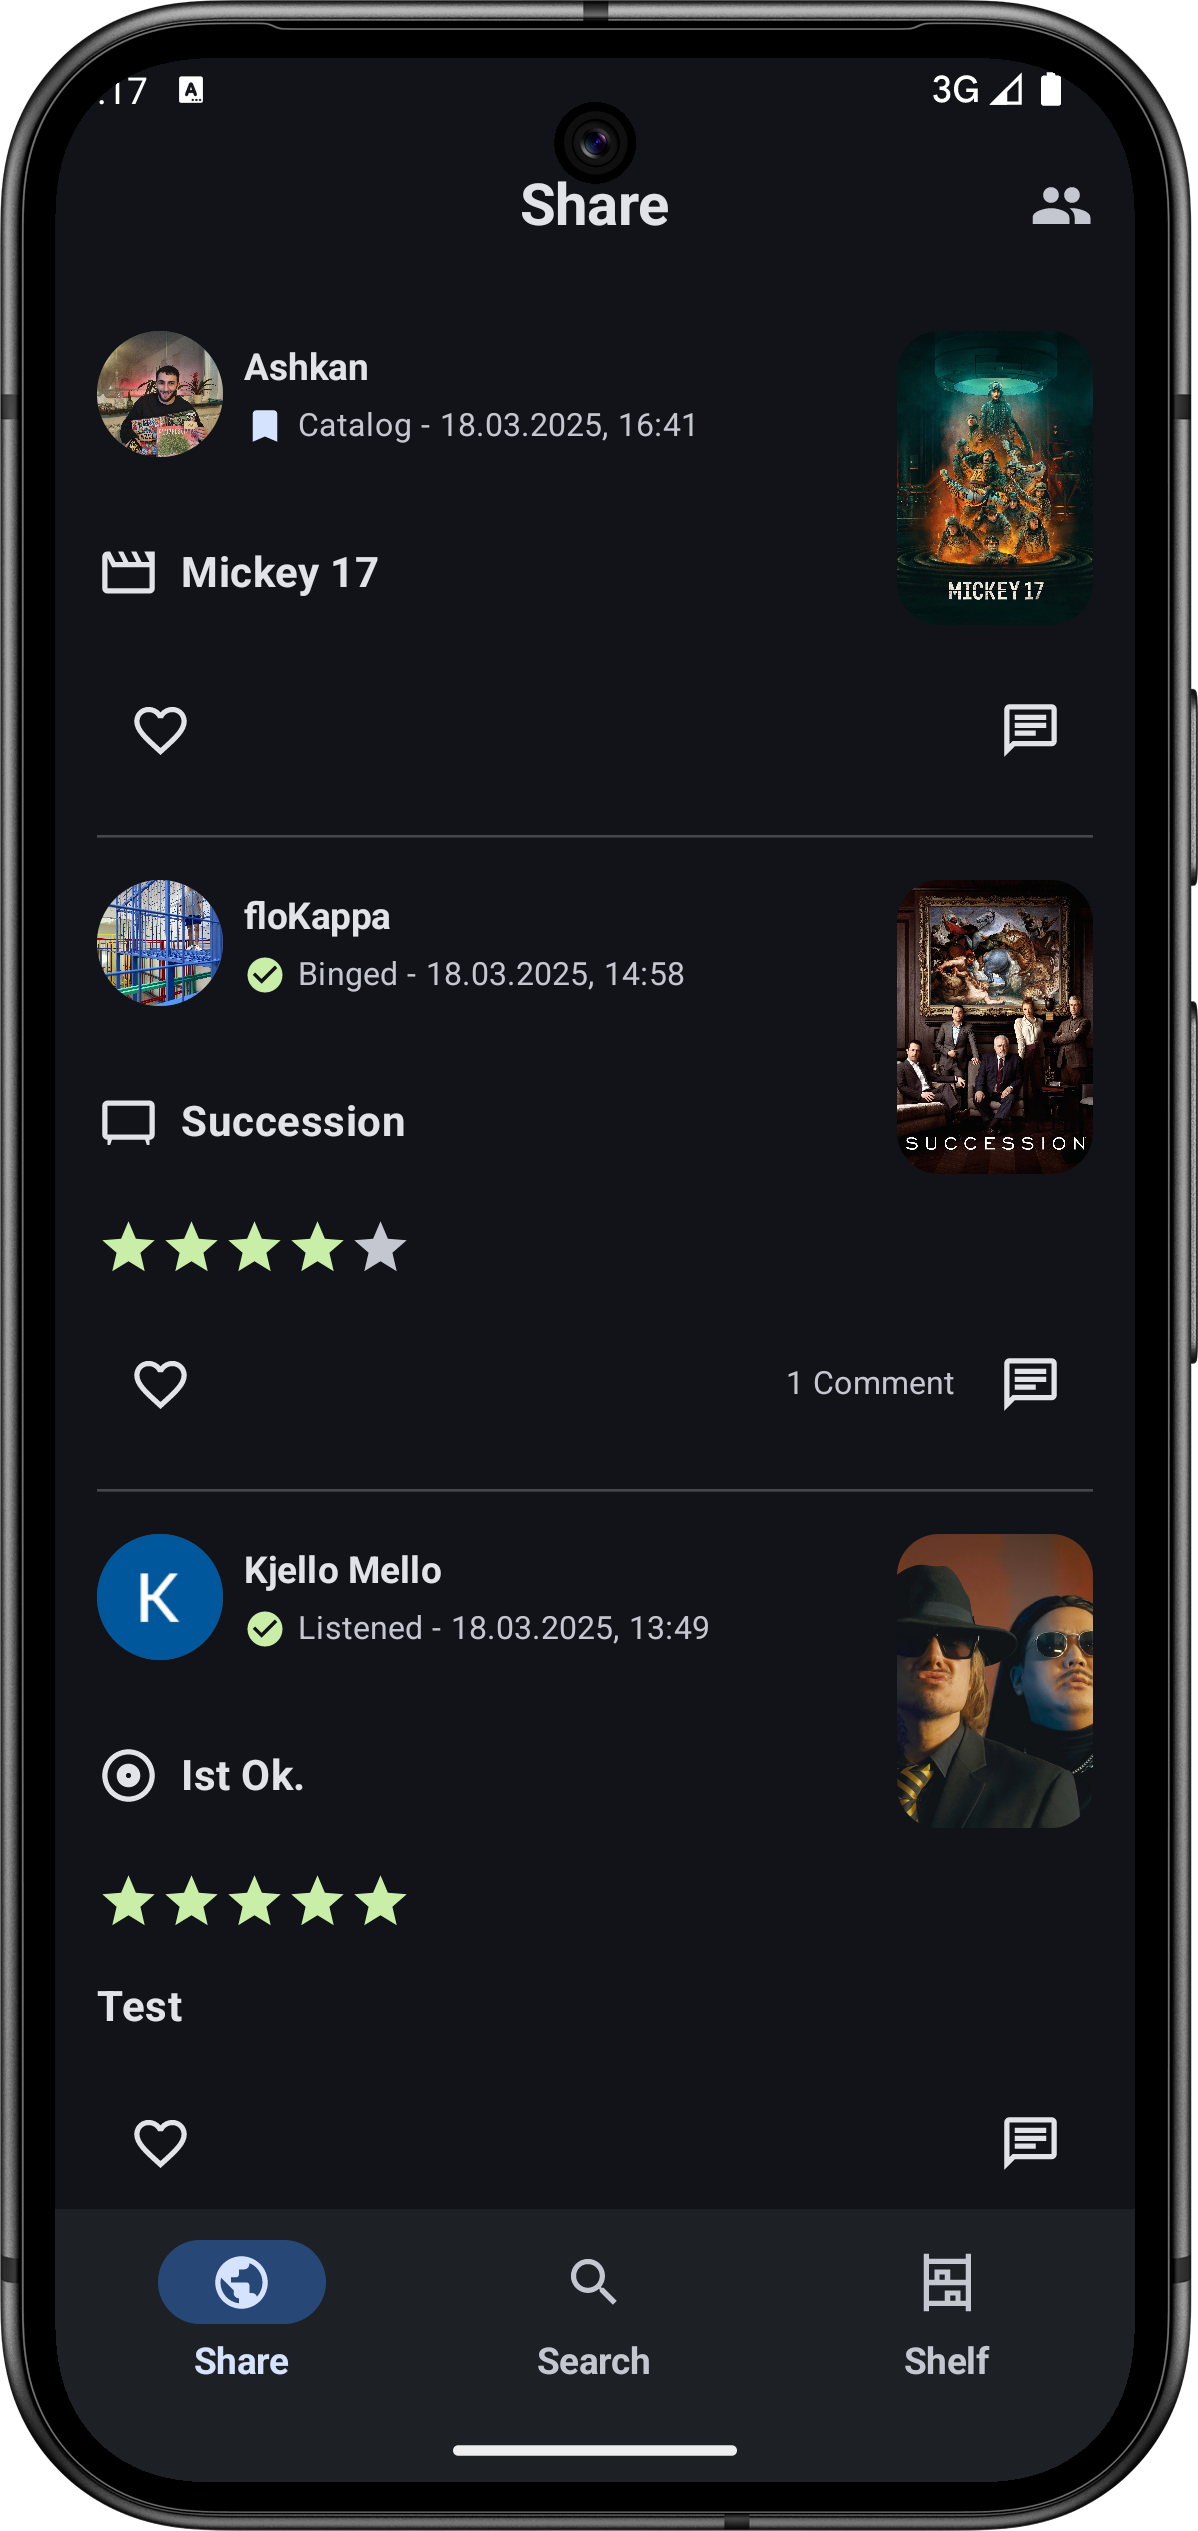 :17 A
3G
Share
Ashkan
Catalog - 18.03.2025, 16:41
Mickey 17
MICKEY 17
floKappa
Binged - 18.03.2025, 14:58
Succession
SUCCESSION
1 Comment
K
Kjello Mello
Listened - 18.03.2025, 13:49
Ist Ok.
Test
Share
Search
Shelf